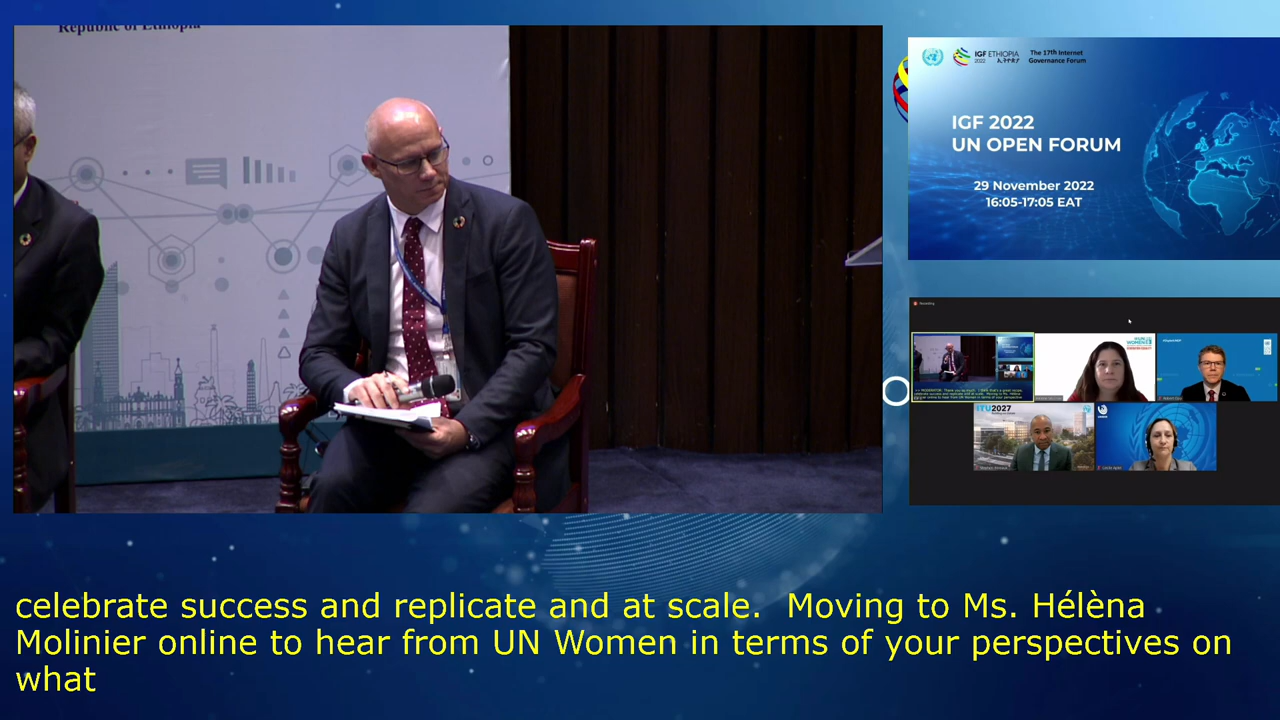 Republic of Ethiopia
IGF ETHIOPIA
2022 ኢትዮጵያ
The 17th Internet
Governance Forum
IGF 2022
UN OPEN FORUM
29 November 2022
16:05-17:05 EAT
Recording
ITU2027
celebrate success and replicate and at scale. Moving to Ms. Hélèna
Molinier online to hear from UN Women in terms of your perspectives on
what